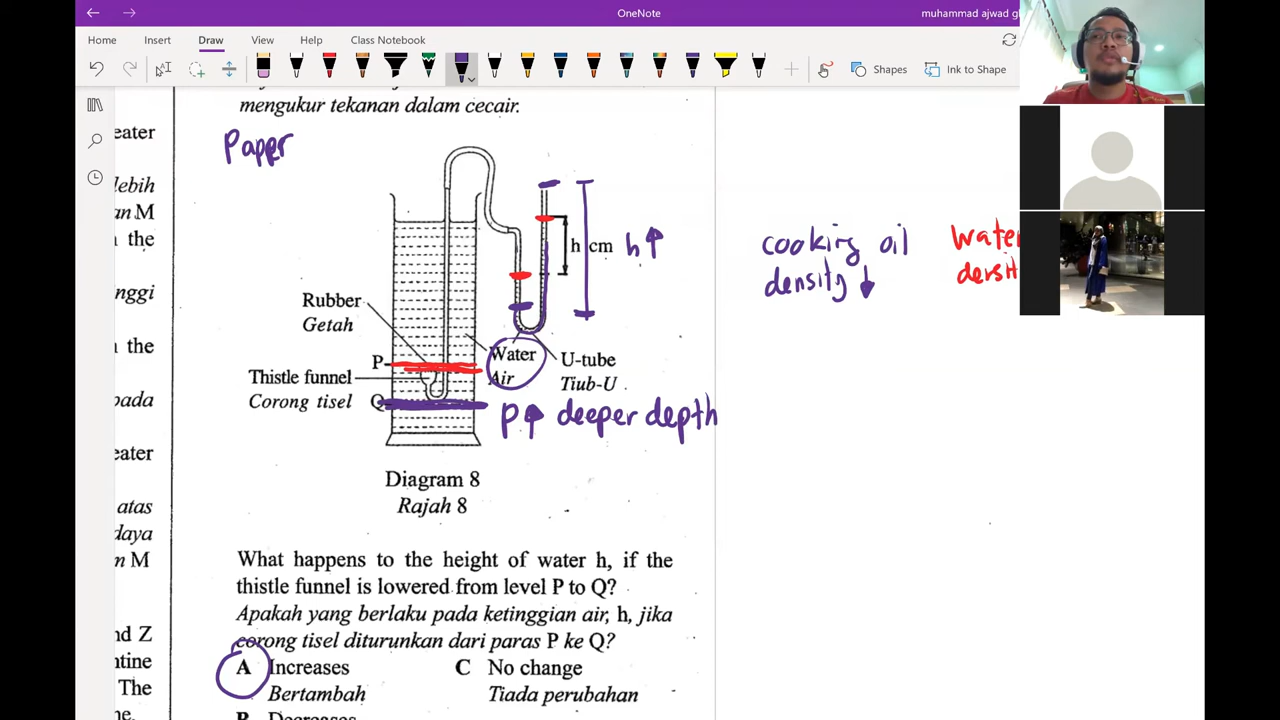 OneNote
muhammad ajwad gh
Home Insert Draw View Help Class Notebook
Shapes
Ink to Shape
eater
lebih
an M
n the
nggi
n the
pada
eater
atas
daya
n M
nd Z
ntine
The
ne.
mengukur tekanan dalam cecair.
Paper
h cm
h↑
Rubber
Getah
Water
Air
P
U-tube
Tiub-U
Thistle funnel
Corong tisel
Q
P↑ deeper depth
Diagram 8
Rajah 8
cooking oil
density ↓
wate
What happens to the height of water h, if the
thistle funnel is lowered from level P to Q?
Apakah yang berlaku pada ketinggian air, h, jika
corong tisel diturunkan dari paras P ke Q?
A Increases C No change
Bertambah Tiada perubahan
B Decreases